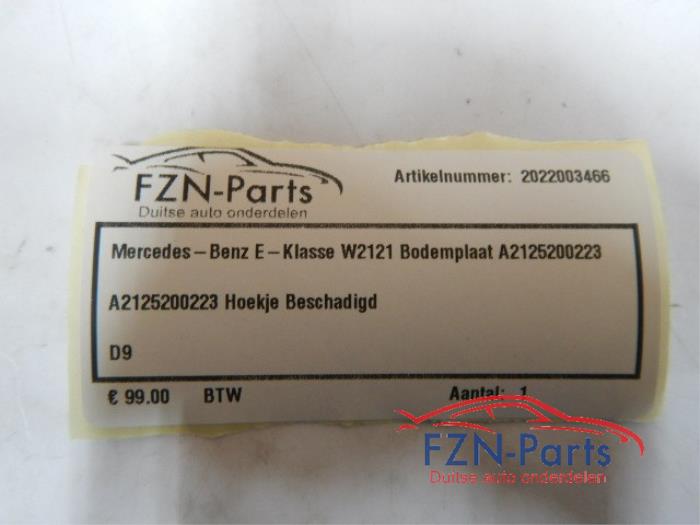 FZN-Parts
Duitse auto onderdelen
Artikelnummer: 2022003466
Mercedes-Benz E-Klasse W2121 Bodemplaat A2125200223
A2125200223 Hoekje Beschadigd
D9
€ 99.00 BTW Aantal: 1
FZN-Parts
Duitse auto onderdelen